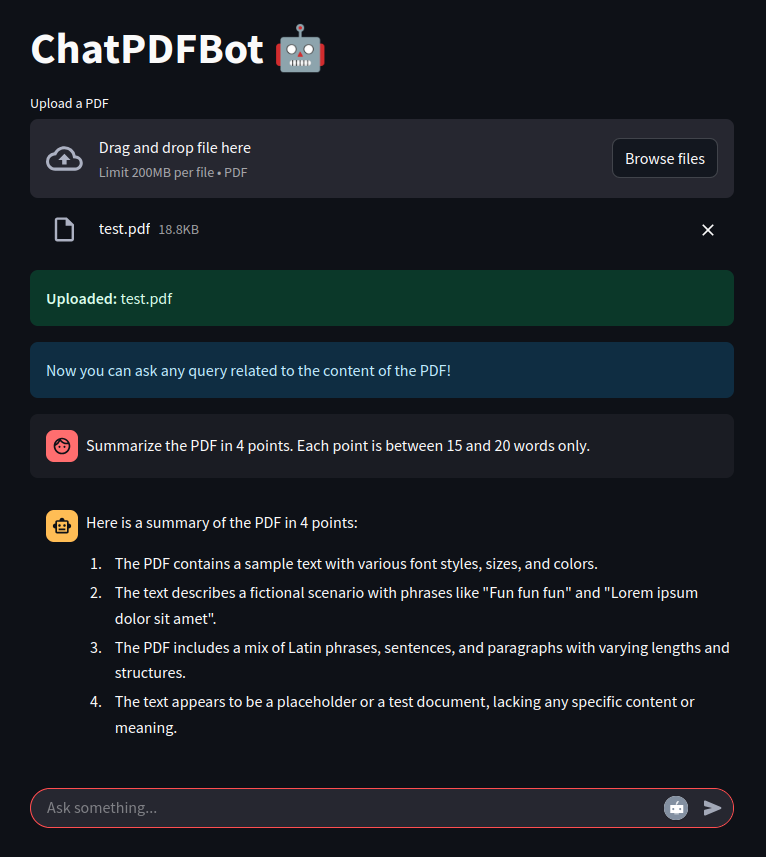 ChatPDFBot 🤖
Upload a PDF
Drag and drop file here
Limit 200MB per file • PDF
Browse files
test.pdf 18.8KB
Uploaded: test.pdf
Now you can ask any query related to the content of the PDF!
Summarize the PDF in 4 points. Each point is between 15 and 20 words only.
Here is a summary of the PDF in 4 points:
1. The PDF contains a sample text with various font styles, sizes, and colors.
2. The text describes a fictional scenario with phrases like "Fun fun fun" and "Lorem ipsum
dolor sit amet".
3. The PDF includes a mix of Latin phrases, sentences, and paragraphs with varying lengths and
structures.
4. The text appears to be a placeholder or a test document, lacking any specific content or
meaning.
Ask something...